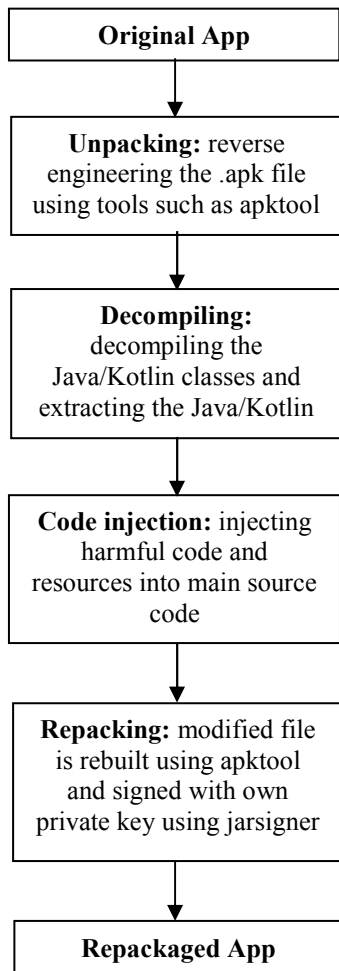 Original App
Unpacking: reverse
engineering the .apk file
using tools such as apktool
Decompiling:
decompiling the
Java/Kotlin classes and
extracting the Java/Kotlin
Code injection: injecting
harmful code and
resources into main source
code
Repacking: modified file
is rebuilt using apktool
and signed with own
private key using jarsigner
Repackaged App